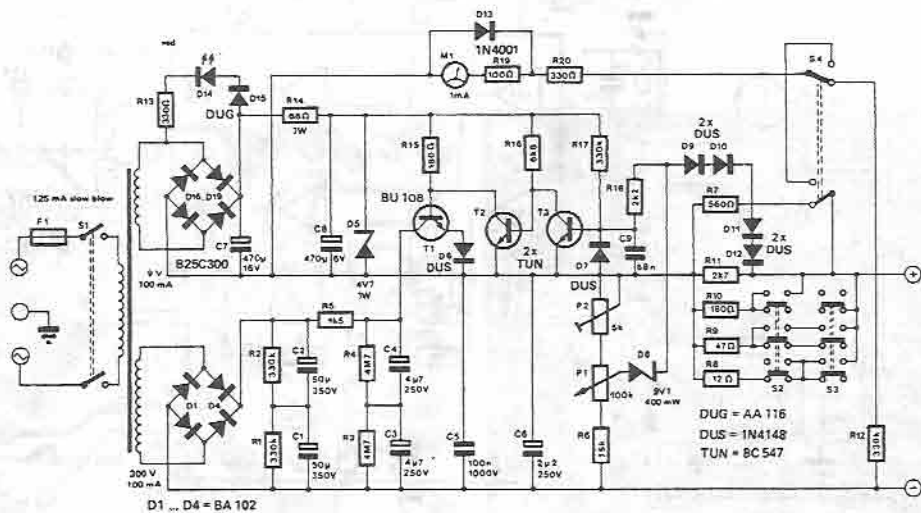 D13
1N4001
red
M1
R19
100Ω
R20
330Ω
1mA
S4
D14
D15
R13
330Ω
DUG
R14
68Ω
1W
2x
DUS
D9
D10
R15
180Ω
R16
6k8
R17
330k
R18
2k2
R7
560Ω
125 mA slow blow
D16
D19
BU 108
F1
S1
T1
T2
T3
D11
D12
2x
DUS
C7
470µ
16V
C8
470µ
6V
D5
D6
DUS
2x
TUN
C9
68n
B25C300
9 V
100 mA
4V7
1W
D7
DUS
R11
2k7
+
R5
4k5
P2
5k
R10
180Ω
R2
330k
C2
50µ
350V
R4
4M7
C4
4µ7
250V
R9
47Ω
D8
9V1
400 mW
R8
12Ω
S2
S3
D1
D4
P1
100k
DUG = AA 116
DUS = 1N4148
TUN = BC 547
R1
330k
C1
50µ
350V
R3
4M7
C3
4µ7
250V
C5
100n
1000V
C6
2µ2
250V
R6
15k
R12
330k
300 V
100 mA
D1 ... D4 = BA 102
−